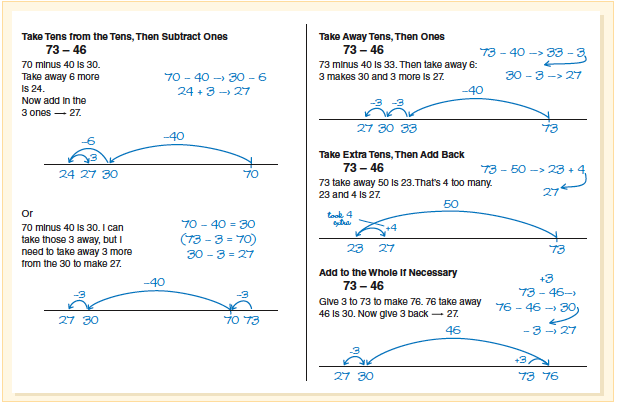 Take Tens from the Tens, Then Subtract Ones
73 – 46
70 minus 40 is 30.
Take away 6 more
is 24.
Now add in the
3 ones → 27.
70 – 40 → 30 – 6
24 + 3 → 27
–6
–40
+3
24 27 30
70
Or
70 minus 40 is 30. I can
take those 3 away, but I
need to take away 3 more
from the 30 to make 27.
70 – 40 = 30
(73 – 3 = 70)
30 – 3 = 27
–3
–40
–3
27 30
70 73
Take Away Tens, Then Ones
73 – 46
73 minus 40 is 33. Then take away 6:
3 makes 30 and 3 more is 27.
73 – 40 → 33 – 3
30 – 3 → 27
–3 –3
–40
27 30 33
73
Take Extra Tens, Then Add Back
73 – 46
73 take away 50 is 23.That's 4 too many.
23 and 4 is 27.
73 – 50 → 23 + 4
27
took 4
extra
+4
50
23 27
73
Add to the Whole if Necessary
73 – 46
Give 3 to 73 to make 76. 76 take away
46 is 30. Now give 3 back → 27.
+3
73 – 46→
76 – 46 → 30
– 3 → 27
–3
46
+3
27 30
73 76